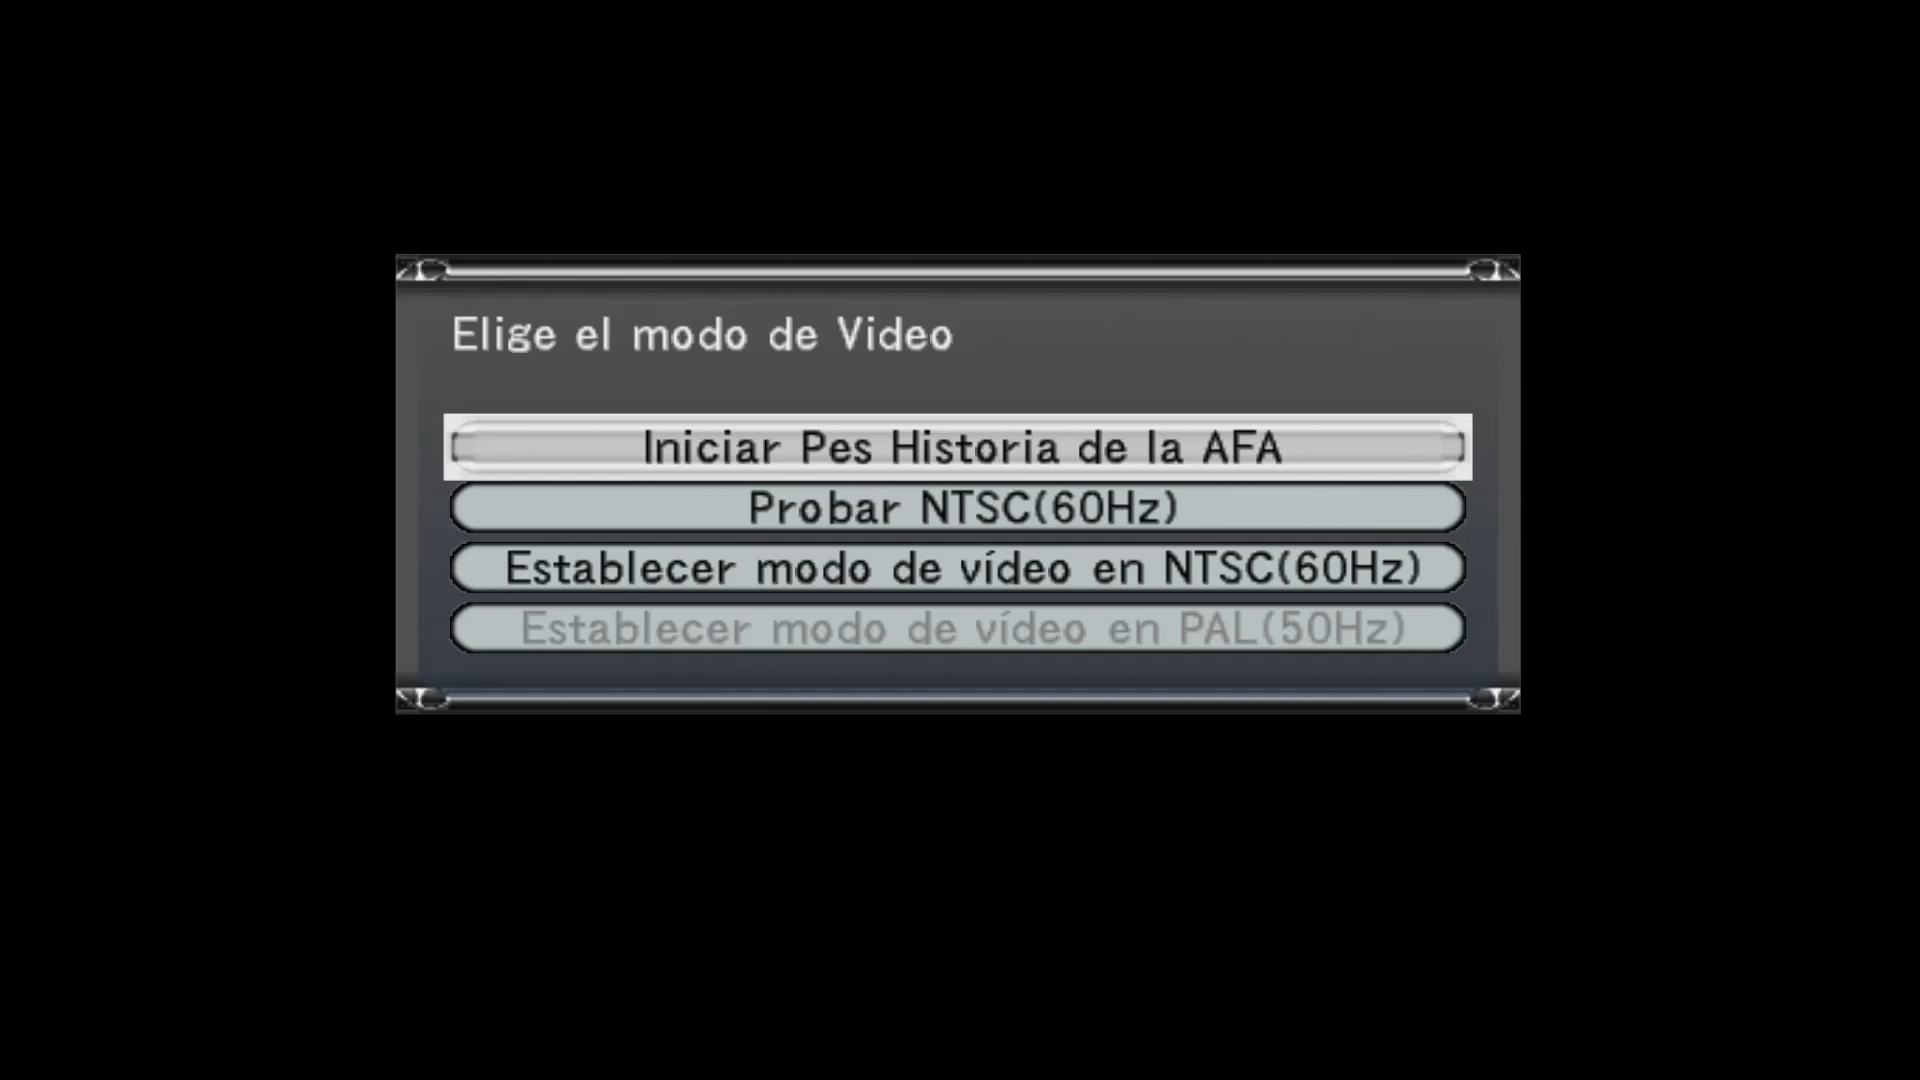 Elige el modo de Video
Iniciar Pes Historia de la AFA
Probar NTSC(60Hz)
Establecer modo de vídeo en NTSC(60Hz)
Establecer modo de vídeo en PAL(50Hz)